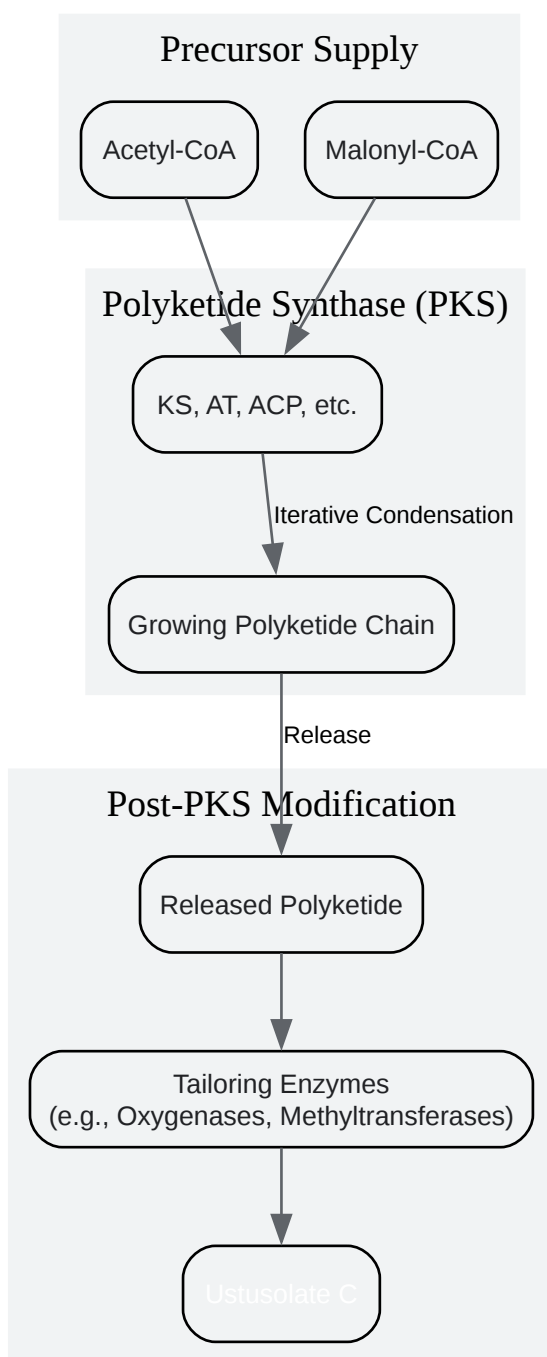 Precursor Supply
Acetyl-CoA
Malonyl-CoA
Polyketide Synthase (PKS)
KS, AT, ACP, etc.
Iterative Condensation
Growing Polyketide Chain
Release
Post-PKS Modification
Released Polyketide
Tailoring Enzymes
(e.g., Oxygenases, Methyltransferases)
Ustusolate C